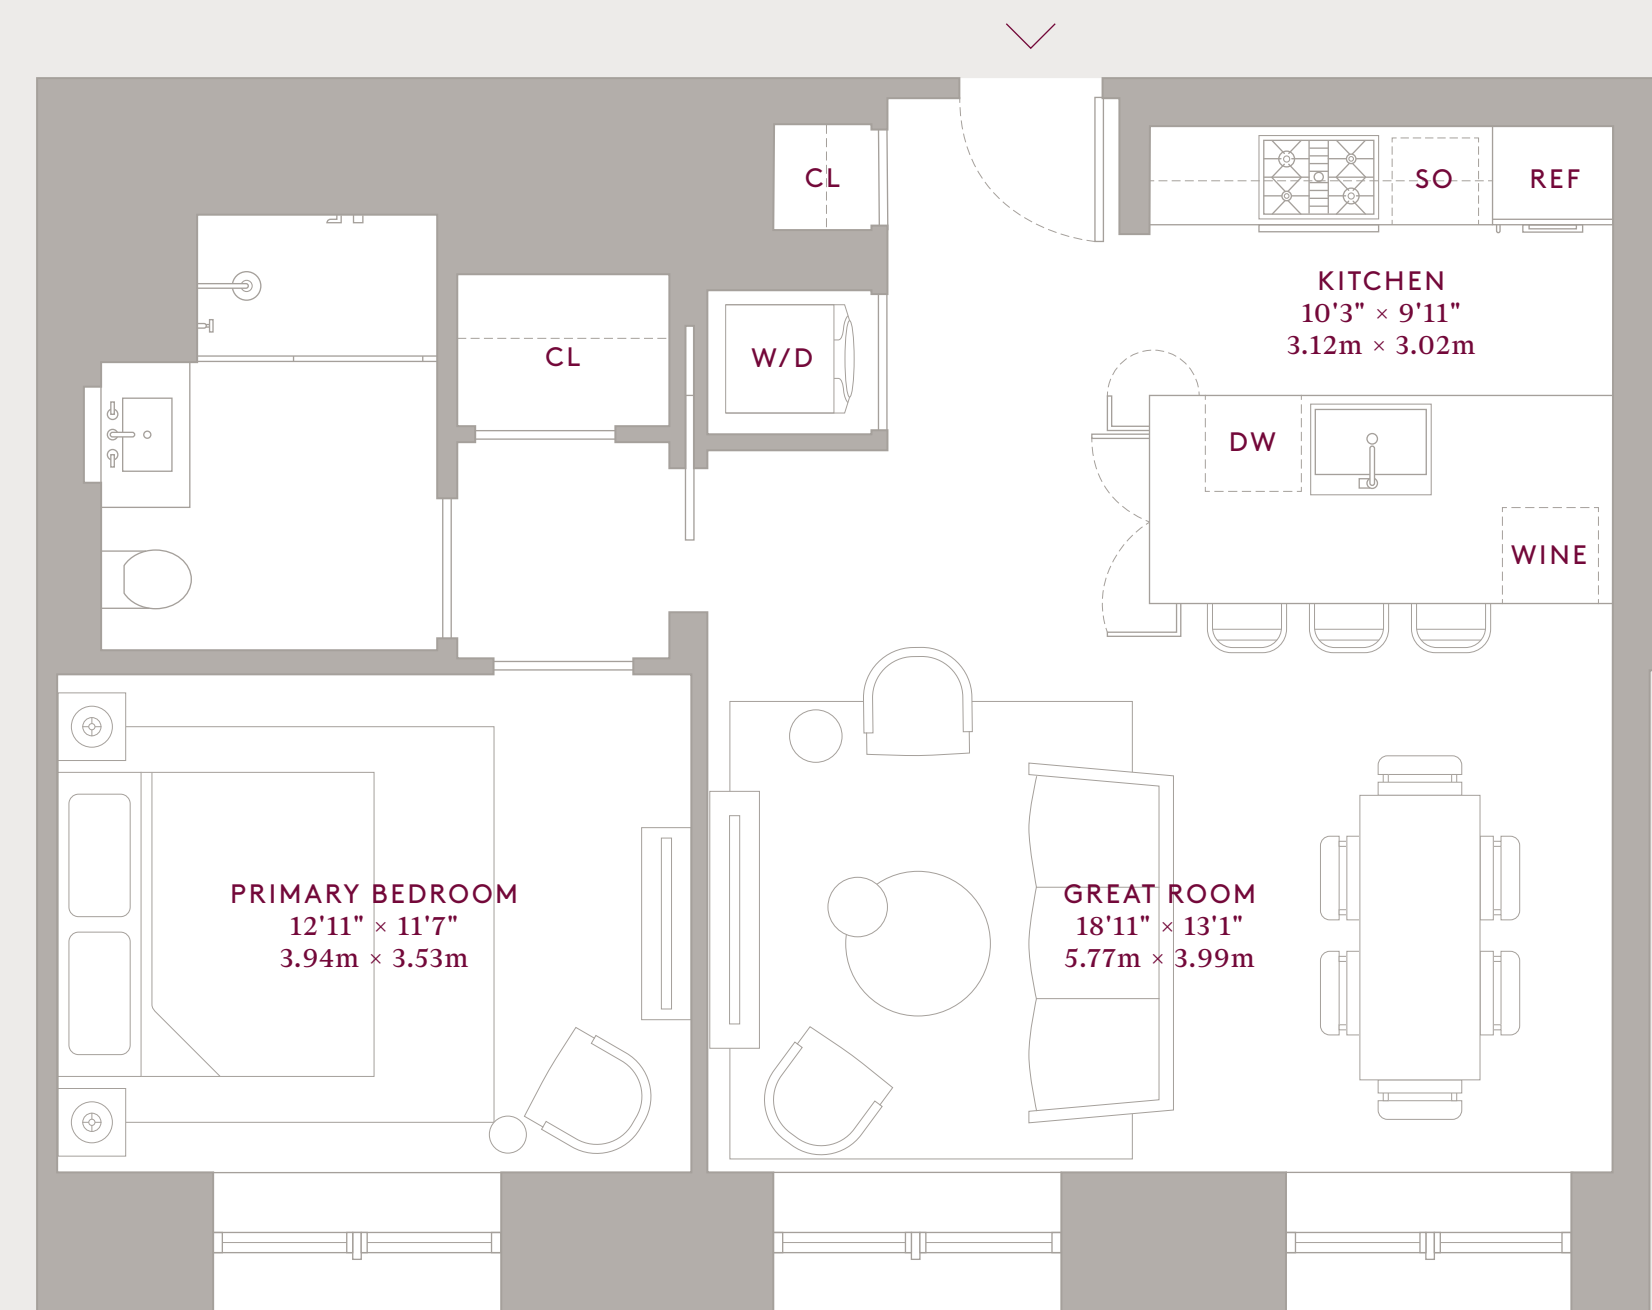 CL
SO
REF
KITCHEN
10'3" × 9'11"
3.12m × 3.02m
CL
W/D
DW
WINE
PRIMARY BEDROOM
12'11" × 11'7"
3.94m × 3.53m
GREAT ROOM
18'11" × 13'1"
5.77m × 3.99m